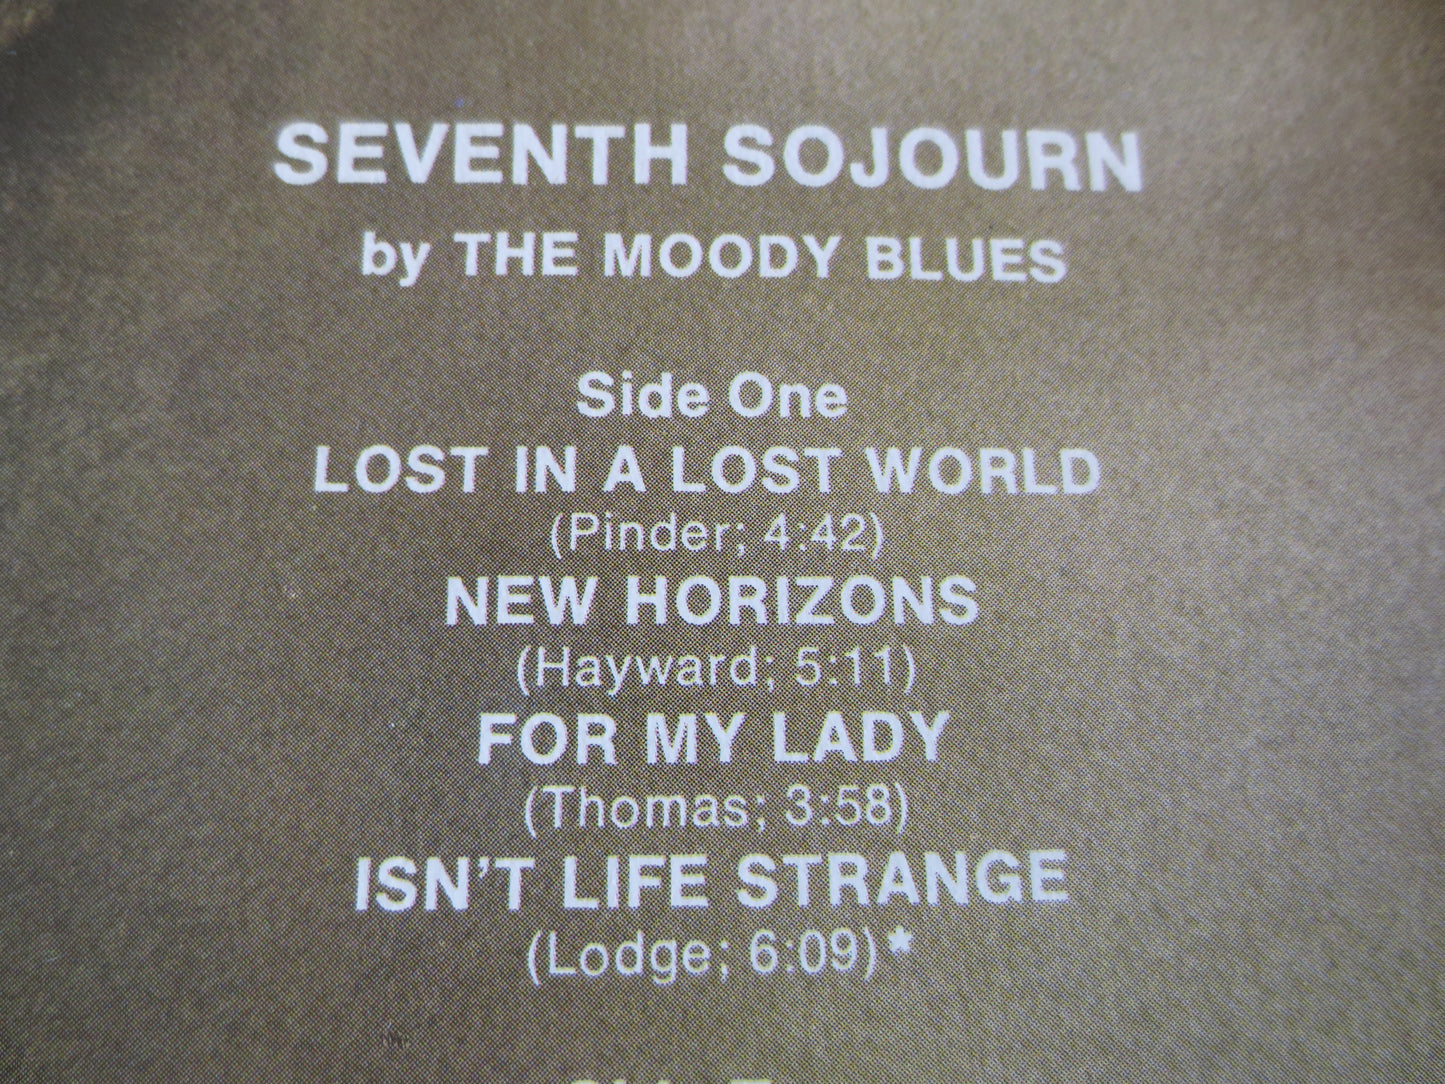 SEVENTH SOJOURN
by THE MOODY BLUES
Side One
LOST IN A LOST WORLD
(Pinder; 4:42)
NEW HORIZONS
(Hayward; 5:11)
FOR MY LADY
(Thomas; 3:58)
ISN'T LIFE STRANGE
(Lodge; 6:09)*